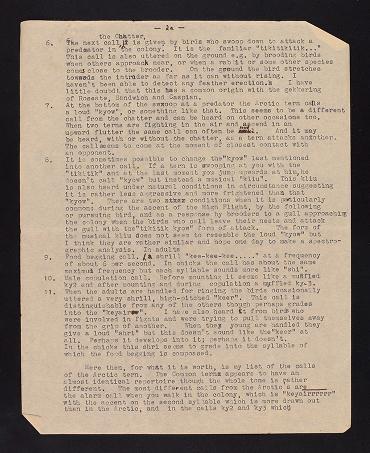 -- 2a --
the Chatter,
6. The next call, is given by birds who swoop down to attack a
predator in the colony. It is the familiar "tikitikitik..."
This call is also uttered on the ground e.g. by brooding birds
when others approach near, or when a rabbit or some other species
comes close to the brooder. On the ground the bird stretches
towards the intruder as far as it can without rising. I
haven't been able to detect any feather erection. I have
little doubt that this has a common origin with the gekkering
of Roseate, Sandwich and Caspian.
7. At the bottom of the swoop at a predator the Arctic tern calls
a loud "kyow", or something like that. This seems to be a different
call from the chatter and can be heard on other occasions too.
When two terns are fighting in the air and ascend in an
upward flutter the same call can often be And it may
be heard, with or without the chatter, as a tern attacks another.
The call seems to come at the moment of closest contact with
an opponent.
8. It is sometimes possible to change the "kyow" last mentioned
into another call. If a tern is swooping at you with the
"tikitik" and at the last moment you jump upwards at him, he
doesn't call "kyow" but instead a musical "kliu". This kliu
is also heard under natural conditions in circumstance suggesting
it is rather less aggressive and more frightened than that
"kyow". There are two conditions when it is particularly
common: during the ascent of the High Flight, by the following
or pursuing bird, and as a response by brooders to a gull approaching
the colony when the birds who call leave their nests and attack
the gull with the "tikitik kyow" form of attack. The form of
the musical kliu does not seem to resemble the loud "kyow" but
I think they are rather similar and hope one day to make a spectro-
graphic analysis. In adults
9. Food begging call. A shrill "kee-kee-kee....." at a frequency
of about 6 per second. In chicks the call has about the same
maximum frequency but each syllable sounds more like "shi".
10. Male copulation call. Before mounting it seems like a muffled
ky2 and after mounting and during copulation a muffled ky-3.
11. When the adults are handled for ringing the birds occasionally
uttered a very shrill, high-pitched "keer". This call is
distinguishable from any of the others though perhaps grades
into the I have also heard it from birds who
were involved in fights and were trying to pull themselves away
from the grip of another. When they young are handled they
give a loud "shri" but this doesn't sound like the "keer" at
all. Perhaps it develops into it; perhaps it doesn't.
In the chicks this shri seems to grade into the syllable of
which the food begging is composed.
Here then, for what it is worth, is my list of the calls
of the Arctic tern. The Common tern appears to have an
almost identical repertoire though the whole tone is rather
different. The most different calls from the Arctic's are
the alarm call when you walk in the colony, which is "keyairrrrrr"
with the accent on the second syllable which is more drawn out
than in the Arctic, and in the calls ky2 and ky3 which